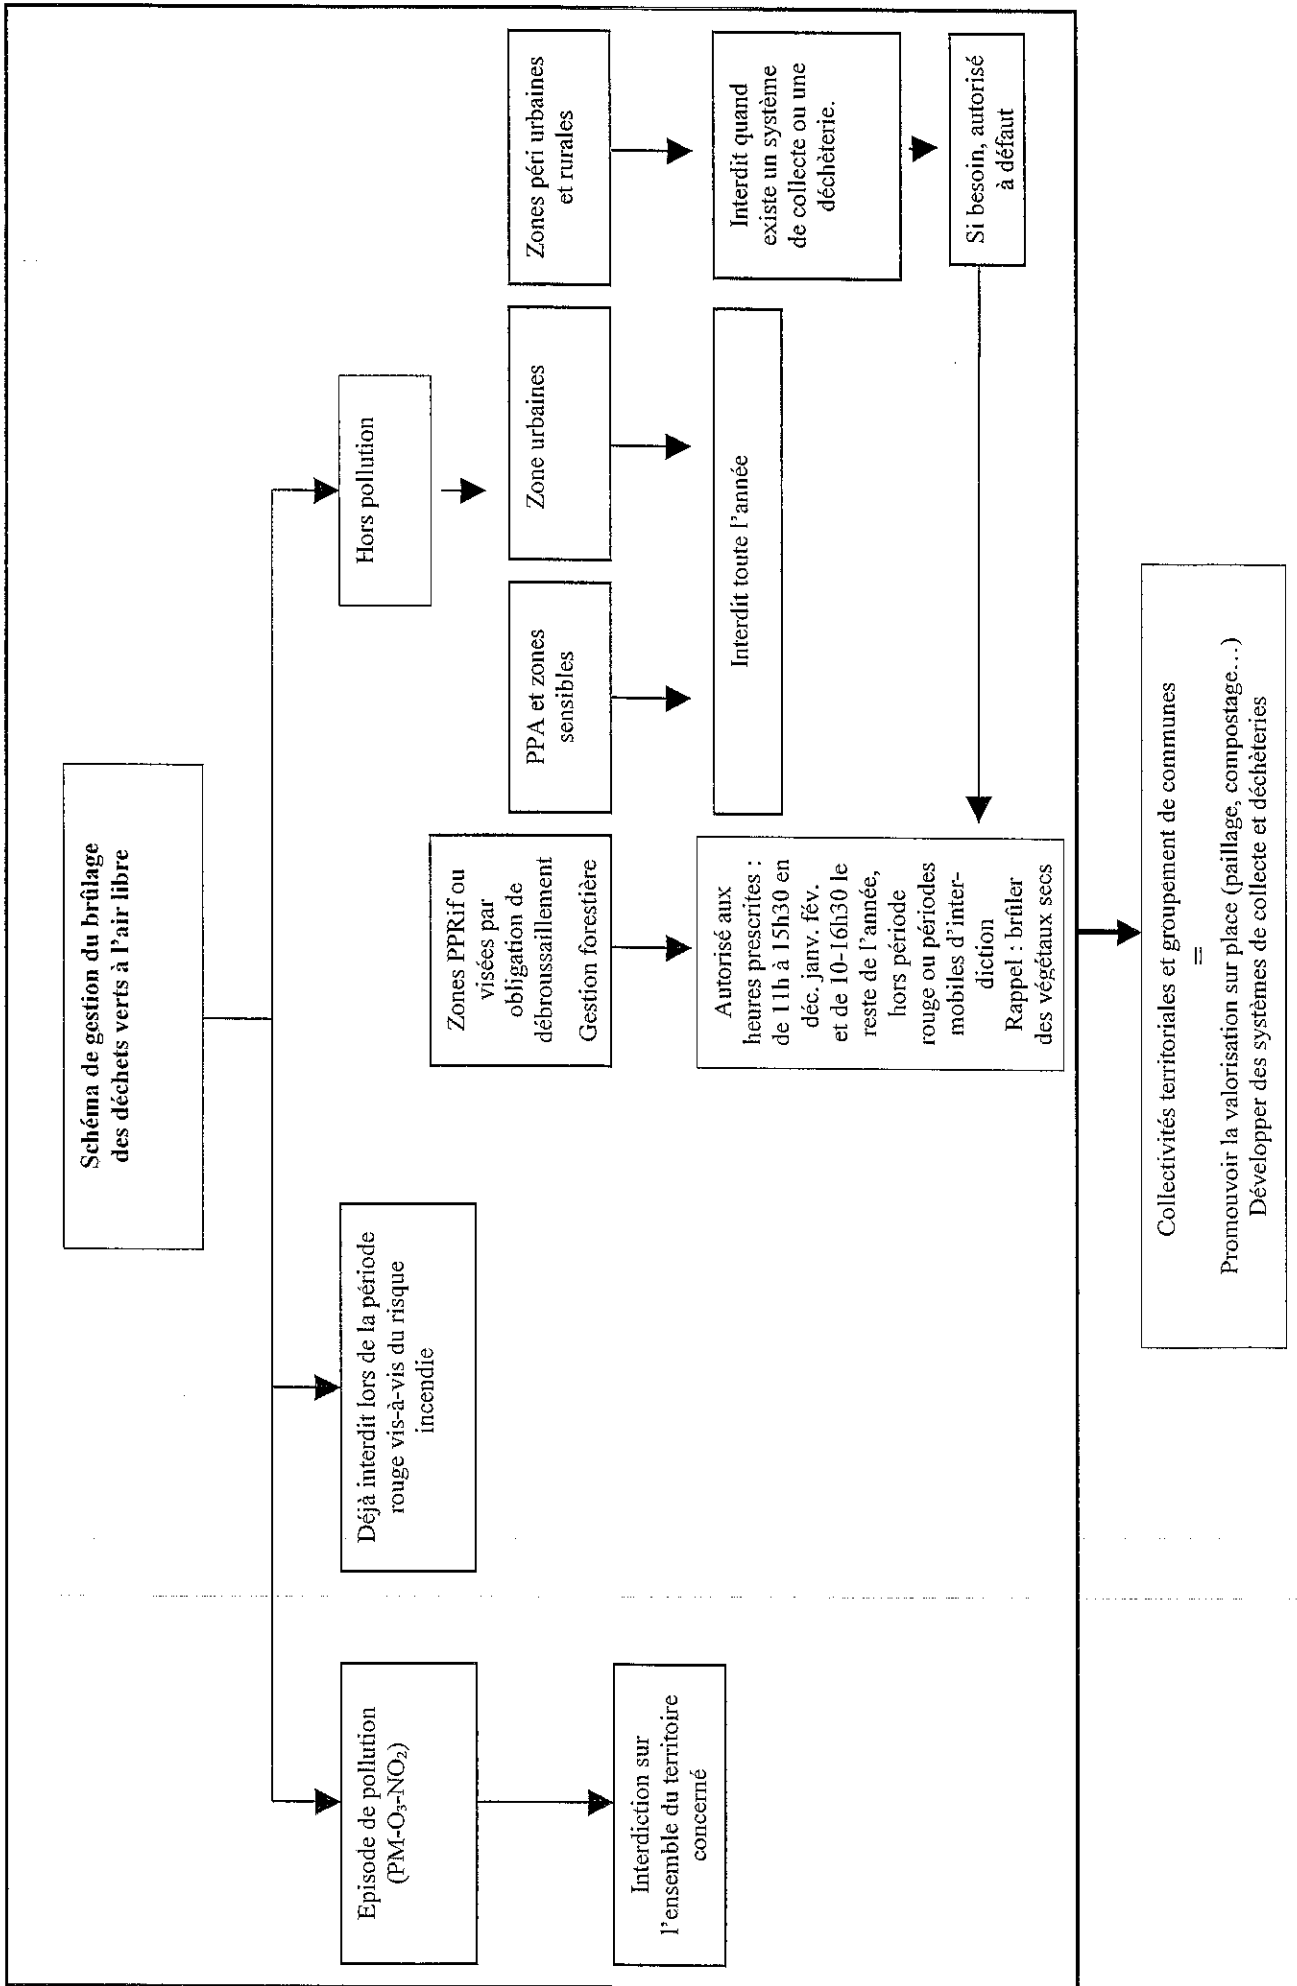 Schéma de gestion du brûlage
des déchets verts à l'air libre
Episode de pollution
(PM-O₃-NO₂)
Déjà interdit lors de la période
rouge vis-à-vis du risque
incendie
Hors pollution
Interdiction sur
l'ensemble du territoire
concerné
Zones PPRif ou
visées par
obligation de
débroussaillement
Gestion forestière
PPA et zones
sensibles
Zone urbaines
Zones péri urbaines
et rurales
Autorisé aux
heures prescrites :
de 11h à 15h30 en
déc. janv. fév.
et de 10-16h30 le
reste de l'année,
hors période
rouge ou périodes
mobiles d'inter-
diction
Rappel : brûler
des végétaux secs
Interdit toute l'année
Interdit quand
existe un système
de collecte ou une
déchèterie.
Si besoin, autorisé
à défaut
Collectivités territoriales et groupement de communes
=
Promouvoir la valorisation sur place (paillage, compostage...)
Développer des systèmes de collecte et déchèteries